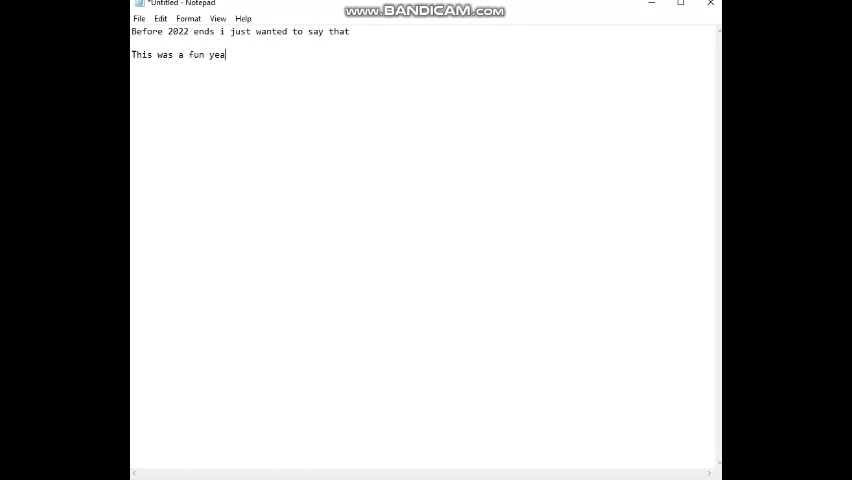 *Untitled - Notepad
www.BANDICAM.com
File Edit Format View Help
Before 2022 ends i just wanted to say that
This was a fun yea